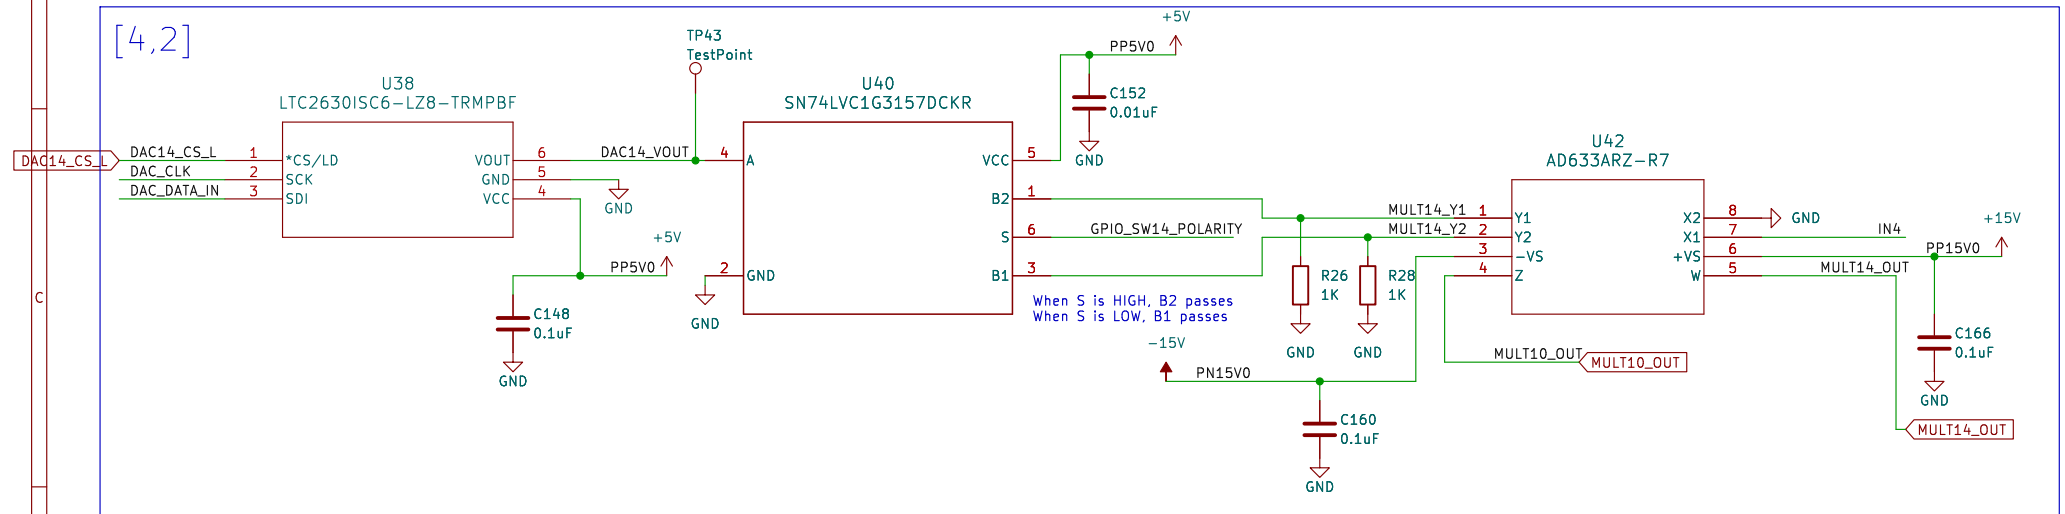 [4,2]
C
DAC14_CS_L
DAC14_CS_L
DAC_CLK
DAC_DATA_IN
U38
LTC2630ISC6-LZ8-TRMPBF
1
2
3
*CS/LD
SCK
SDI
VOUT
GND
VCC
6
5
4
DAC14_VOUT
GND
+5V
PP5V0
C148
0.1uF
GND
TP43
TestPoint
U40
SN74LVC1G3157DCKR
4
A
2
GND
GND
VCC
B2
S
B1
5
1
6
3
+5V
PP5V0
C152
0.01uF
GND
GPIO_SW14_POLARITY
When S is HIGH, B2 passes
When S is LOW, B1 passes
R26
1K
GND
R28
1K
GND
-15V
PN15V0
C160
0.1uF
GND
MULT14_Y1
MULT14_Y2
U42
AD633ARZ-R7
1
2
3
4
Y1
Y2
-VS
Z
X2
X1
+VS
W
8
7
6
5
GND
IN4
+15V
PP15V0
MULT14_OUT
MULT10_OUT
MULT10_OUT
C166
0.1uF
GND
MULT14_OUT